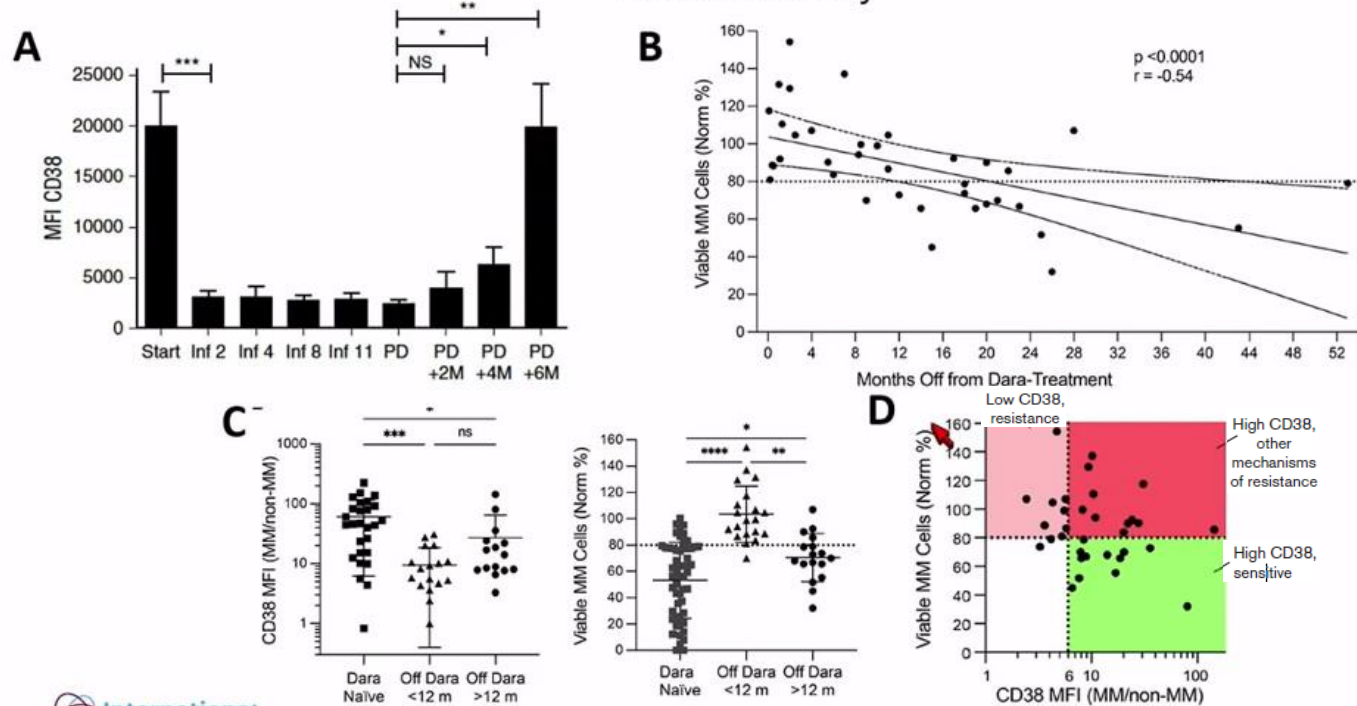 A
MFI CD38
25000
20000
15000
10000
5000
0
***
NS
*
**
Start Inf 2 Inf 4 Inf 8 Inf 11 PD PD PD PD
+2M +4M +6M
B
Viable MM Cells (Norm %)
160
140
120
100
80
60
40
20
0
p <0.0001
r = -0.54
0 4 8 12 16 20 24 28 32 36 40 44 48 52
Months Off from Dara-Treatment
C
CD38 MFI (MM/non-MM)
1000
100
10
1
***
ns
Dara Off Dara Off Dara
Naïve <12 m >12 m
Viable MM Cells (Norm %)
160
140
120
100
80
60
40
20
0
*
**** **
Dara Off Dara Off Dara
Naïve <12 m >12 m
D
Low CD38,
resistance
High CD38,
other
mechanisms
of resistance
High CD38,
sensitive
Viable MM Cells (Norm %)
160
140
120
100
80
60
40
20
0
1 6 10 100
CD38 MFI (MM/non-MM)